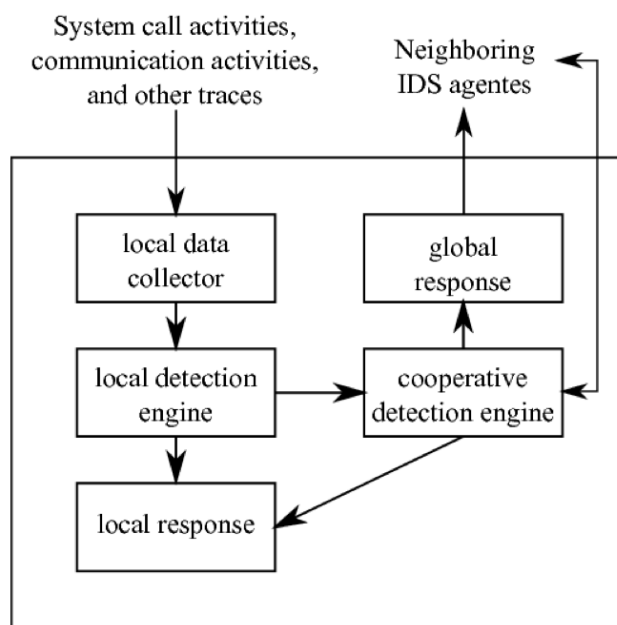 System call activities,
communication activities,
and other traces
Neighboring
IDS agentes
local data
collector
global
response
local detection
engine
cooperative
detection engine
local response